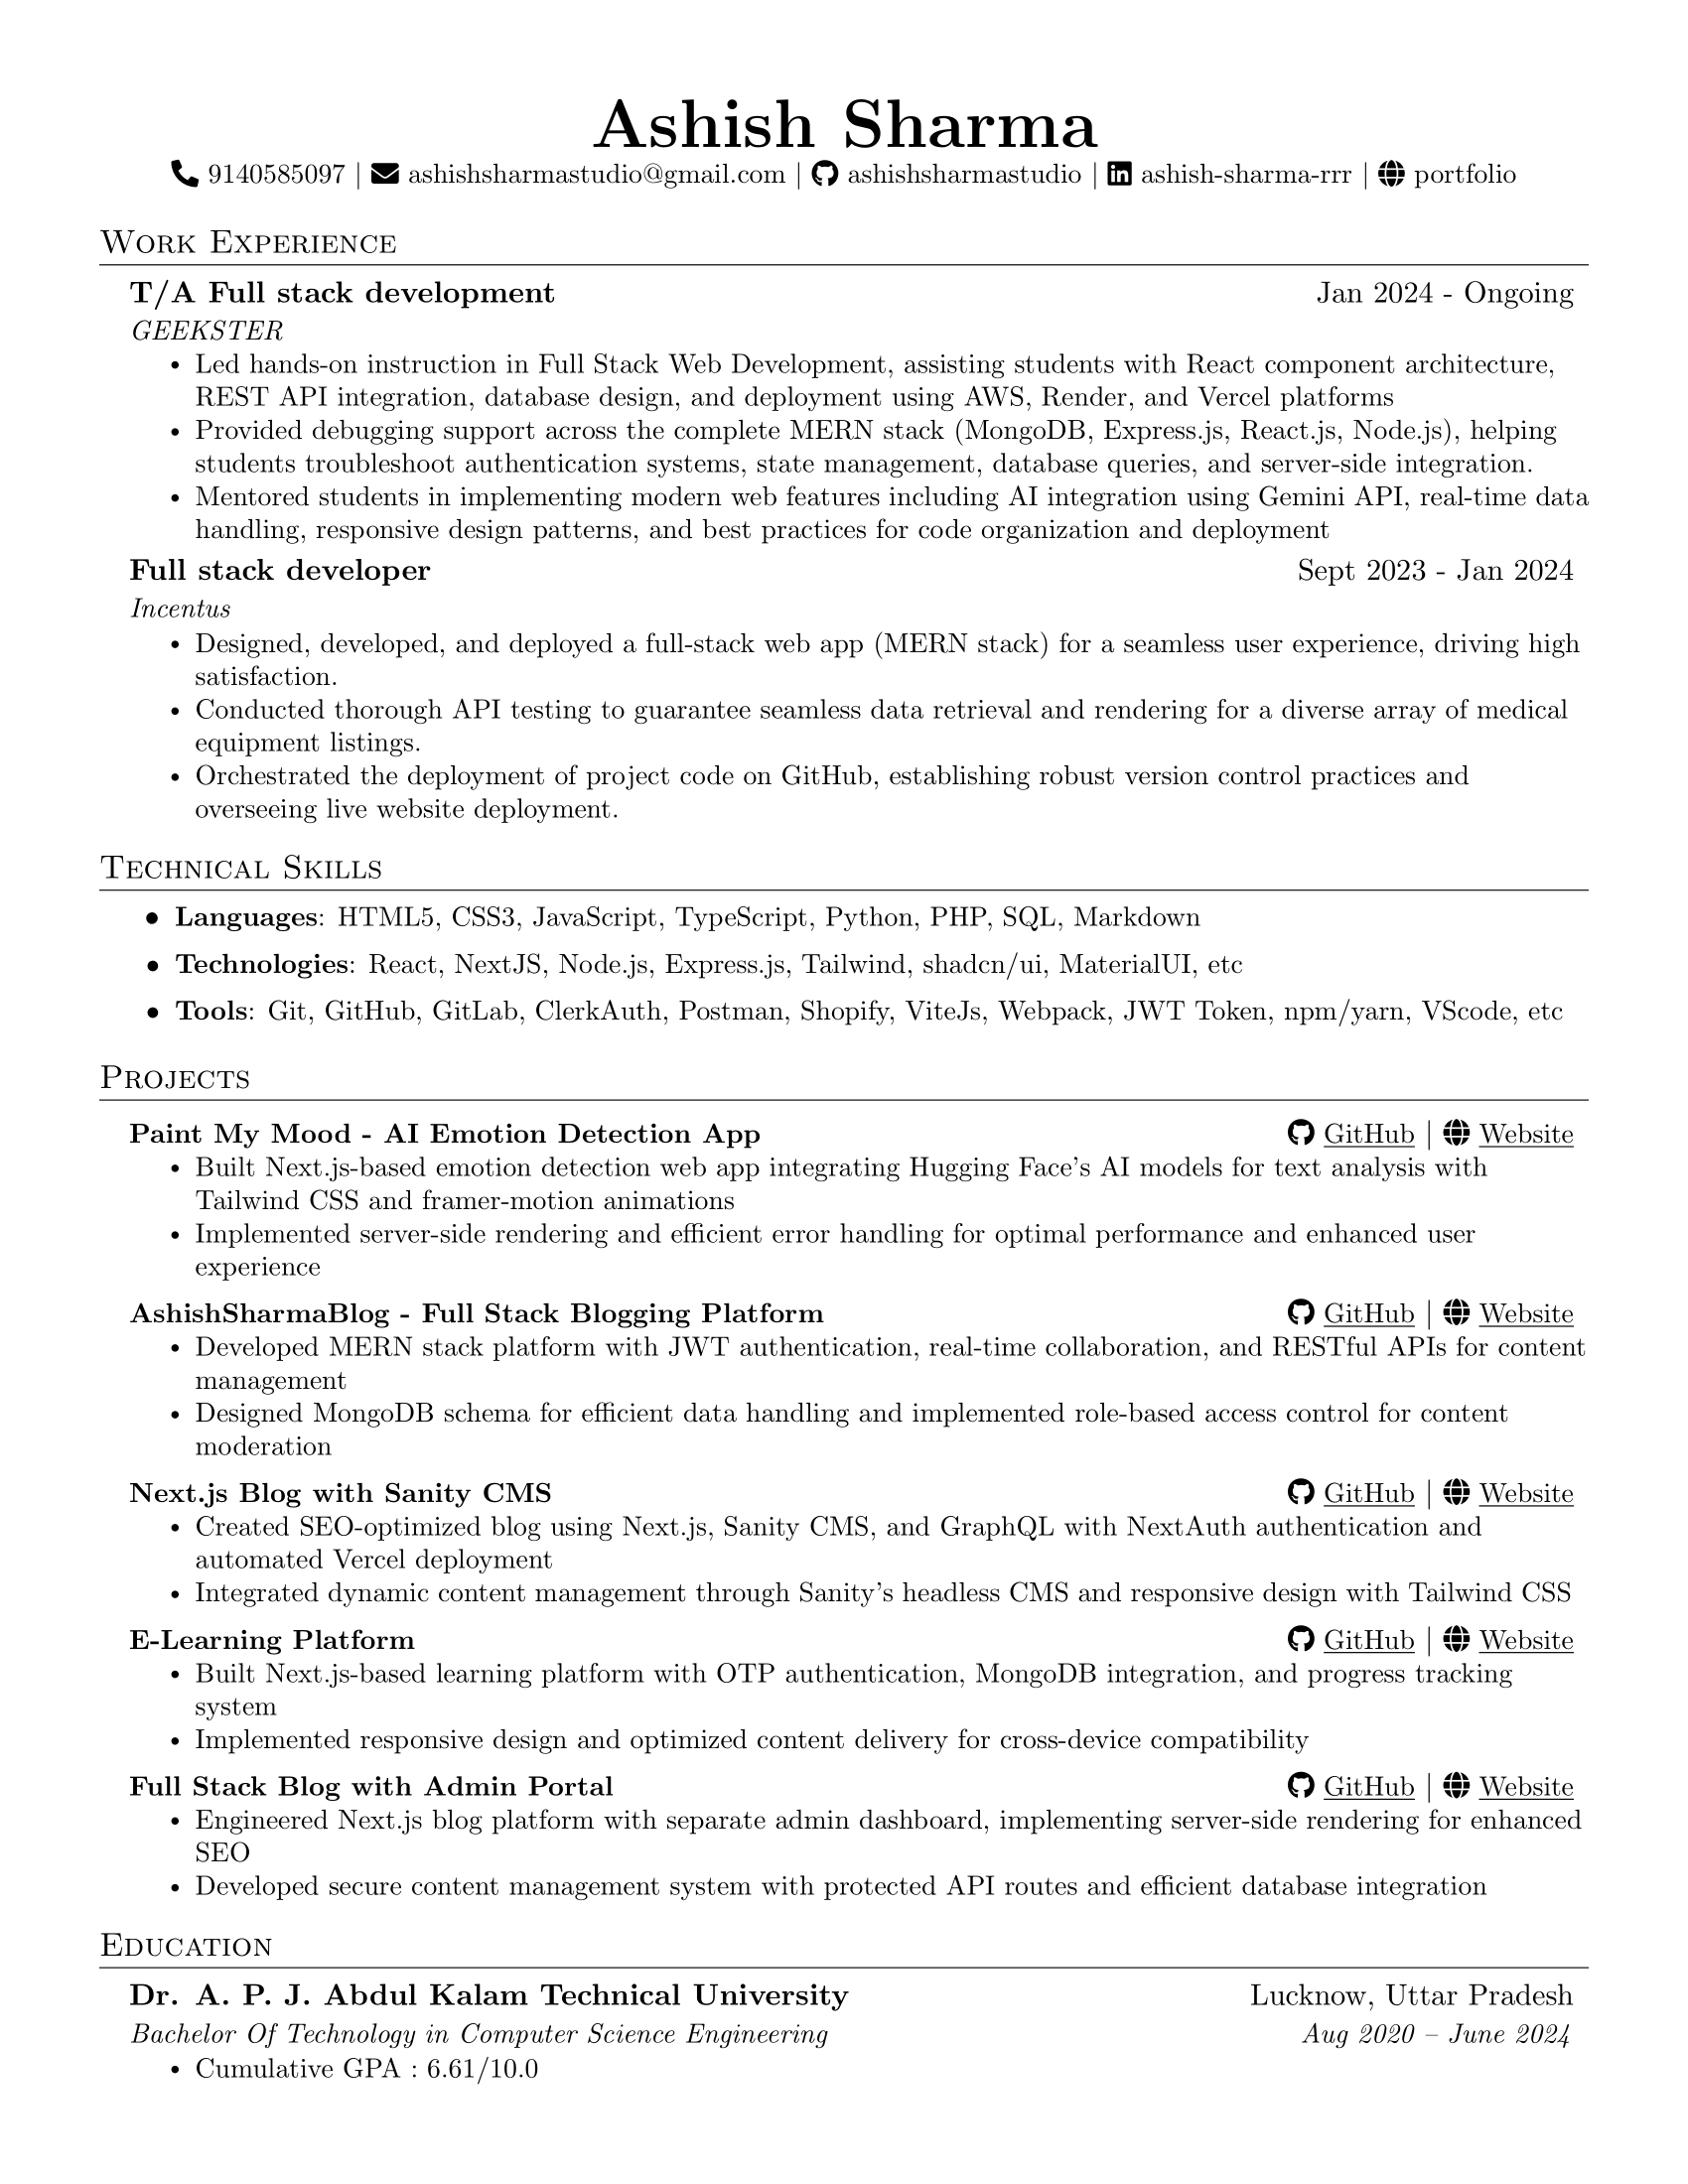 Ashish Sharma
9140585097 | ashishsharmastudio@gmail.com | ashishsharmastudio | ashish-sharma-rrr | portfolio
Work Experience
T/A Full stack development Jan 2024 - Ongoing
GEEKSTER
• Led hands-on instruction in Full Stack Web Development, assisting students with React component architecture,
REST API integration, database design, and deployment using AWS, Render, and Vercel platforms
• Provided debugging support across the complete MERN stack (MongoDB, Express.js, React.js, Node.js), helping
students troubleshoot authentication systems, state management, database queries, and server-side integration.
• Mentored students in implementing modern web features including AI integration using Gemini API, real-time data
handling, responsive design patterns, and best practices for code organization and deployment
Full stack developer Sept 2023 - Jan 2024
Incentus
• Designed, developed, and deployed a full-stack web app (MERN stack) for a seamless user experience, driving high
satisfaction.
• Conducted thorough API testing to guarantee seamless data retrieval and rendering for a diverse array of medical
equipment listings.
• Orchestrated the deployment of project code on GitHub, establishing robust version control practices and
overseeing live website deployment.
Technical Skills
• Languages: HTML5, CSS3, JavaScript, TypeScript, Python, PHP, SQL, Markdown
• Technologies: React, NextJS, Node.js, Express.js, Tailwind, shadcn/ui, MaterialUI, etc
• Tools: Git, GitHub, GitLab, ClerkAuth, Postman, Shopify, ViteJs, Webpack, JWT Token, npm/yarn, VScode, etc
Projects
Paint My Mood - AI Emotion Detection App GitHub | Website
• Built Next.js-based emotion detection web app integrating Hugging Face's AI models for text analysis with
Tailwind CSS and framer-motion animations
• Implemented server-side rendering and efficient error handling for optimal performance and enhanced user
experience
AshishSharmaBlog - Full Stack Blogging Platform GitHub | Website
• Developed MERN stack platform with JWT authentication, real-time collaboration, and RESTful APIs for content
management
• Designed MongoDB schema for efficient data handling and implemented role-based access control for content
moderation
Next.js Blog with Sanity CMS GitHub | Website
• Created SEO-optimized blog using Next.js, Sanity CMS, and GraphQL with NextAuth authentication and
automated Vercel deployment
• Integrated dynamic content management through Sanity's headless CMS and responsive design with Tailwind CSS
E-Learning Platform GitHub | Website
• Built Next.js-based learning platform with OTP authentication, MongoDB integration, and progress tracking
system
• Implemented responsive design and optimized content delivery for cross-device compatibility
Full Stack Blog with Admin Portal GitHub | Website
• Engineered Next.js blog platform with separate admin dashboard, implementing server-side rendering for enhanced
SEO
• Developed secure content management system with protected API routes and efficient database integration
Education
Dr. A. P. J. Abdul Kalam Technical University Lucknow, Uttar Pradesh
Bachelor Of Technology in Computer Science Engineering Aug 2020 – June 2024
• Cumulative GPA : 6.61/10.0